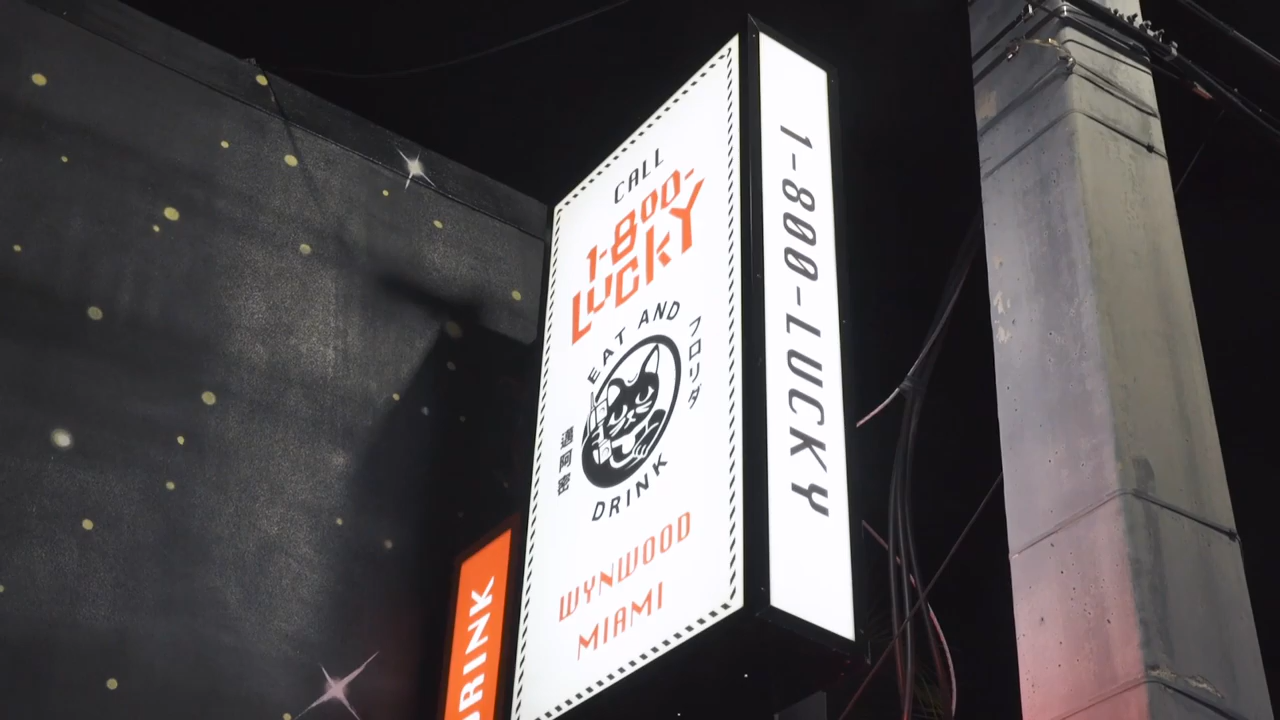 CALL
1-800-
LUCKY
EAT AND
フロリダ
邁阿密
DRINK
WYNWOOD
MIAMI
1-800-LUCKY
DRINK